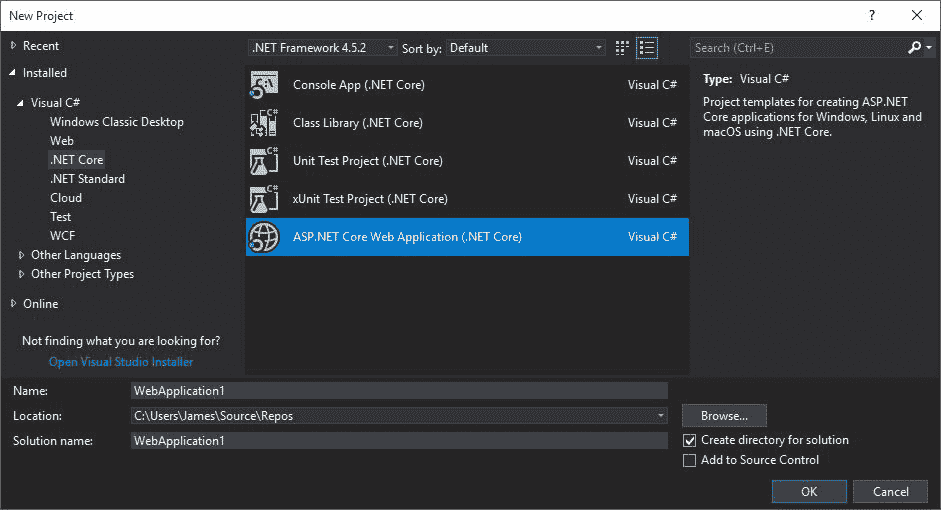 New Project
?
Recent
.NET Framework 4.5.2
Sort by:
Default
Search (Ctrl+E)
Installed
Visual C#
Windows Classic Desktop
Web
.NET Core
.NET Standard
Cloud
Test
WCF
Other Languages
Other Project Types
Online
Not finding what you are looking for?
Open Visual Studio Installer
Console App (.NET Core) Visual C#
Class Library (.NET Core) Visual C#
Unit Test Project (.NET Core) Visual C#
xUnit Test Project (.NET Core) Visual C#
ASP.NET Core Web Application (.NET Core) Visual C#
Type: Visual C#
Project templates for creating ASP.NET
Core applications for Windows, Linux and
macOS using .NET Core.
Name: WebApplication1
Location: C:\Users\James\Source\Repos
Browse...
Solution name: WebApplication1
Create directory for solution
Add to Source Control
OK
Cancel